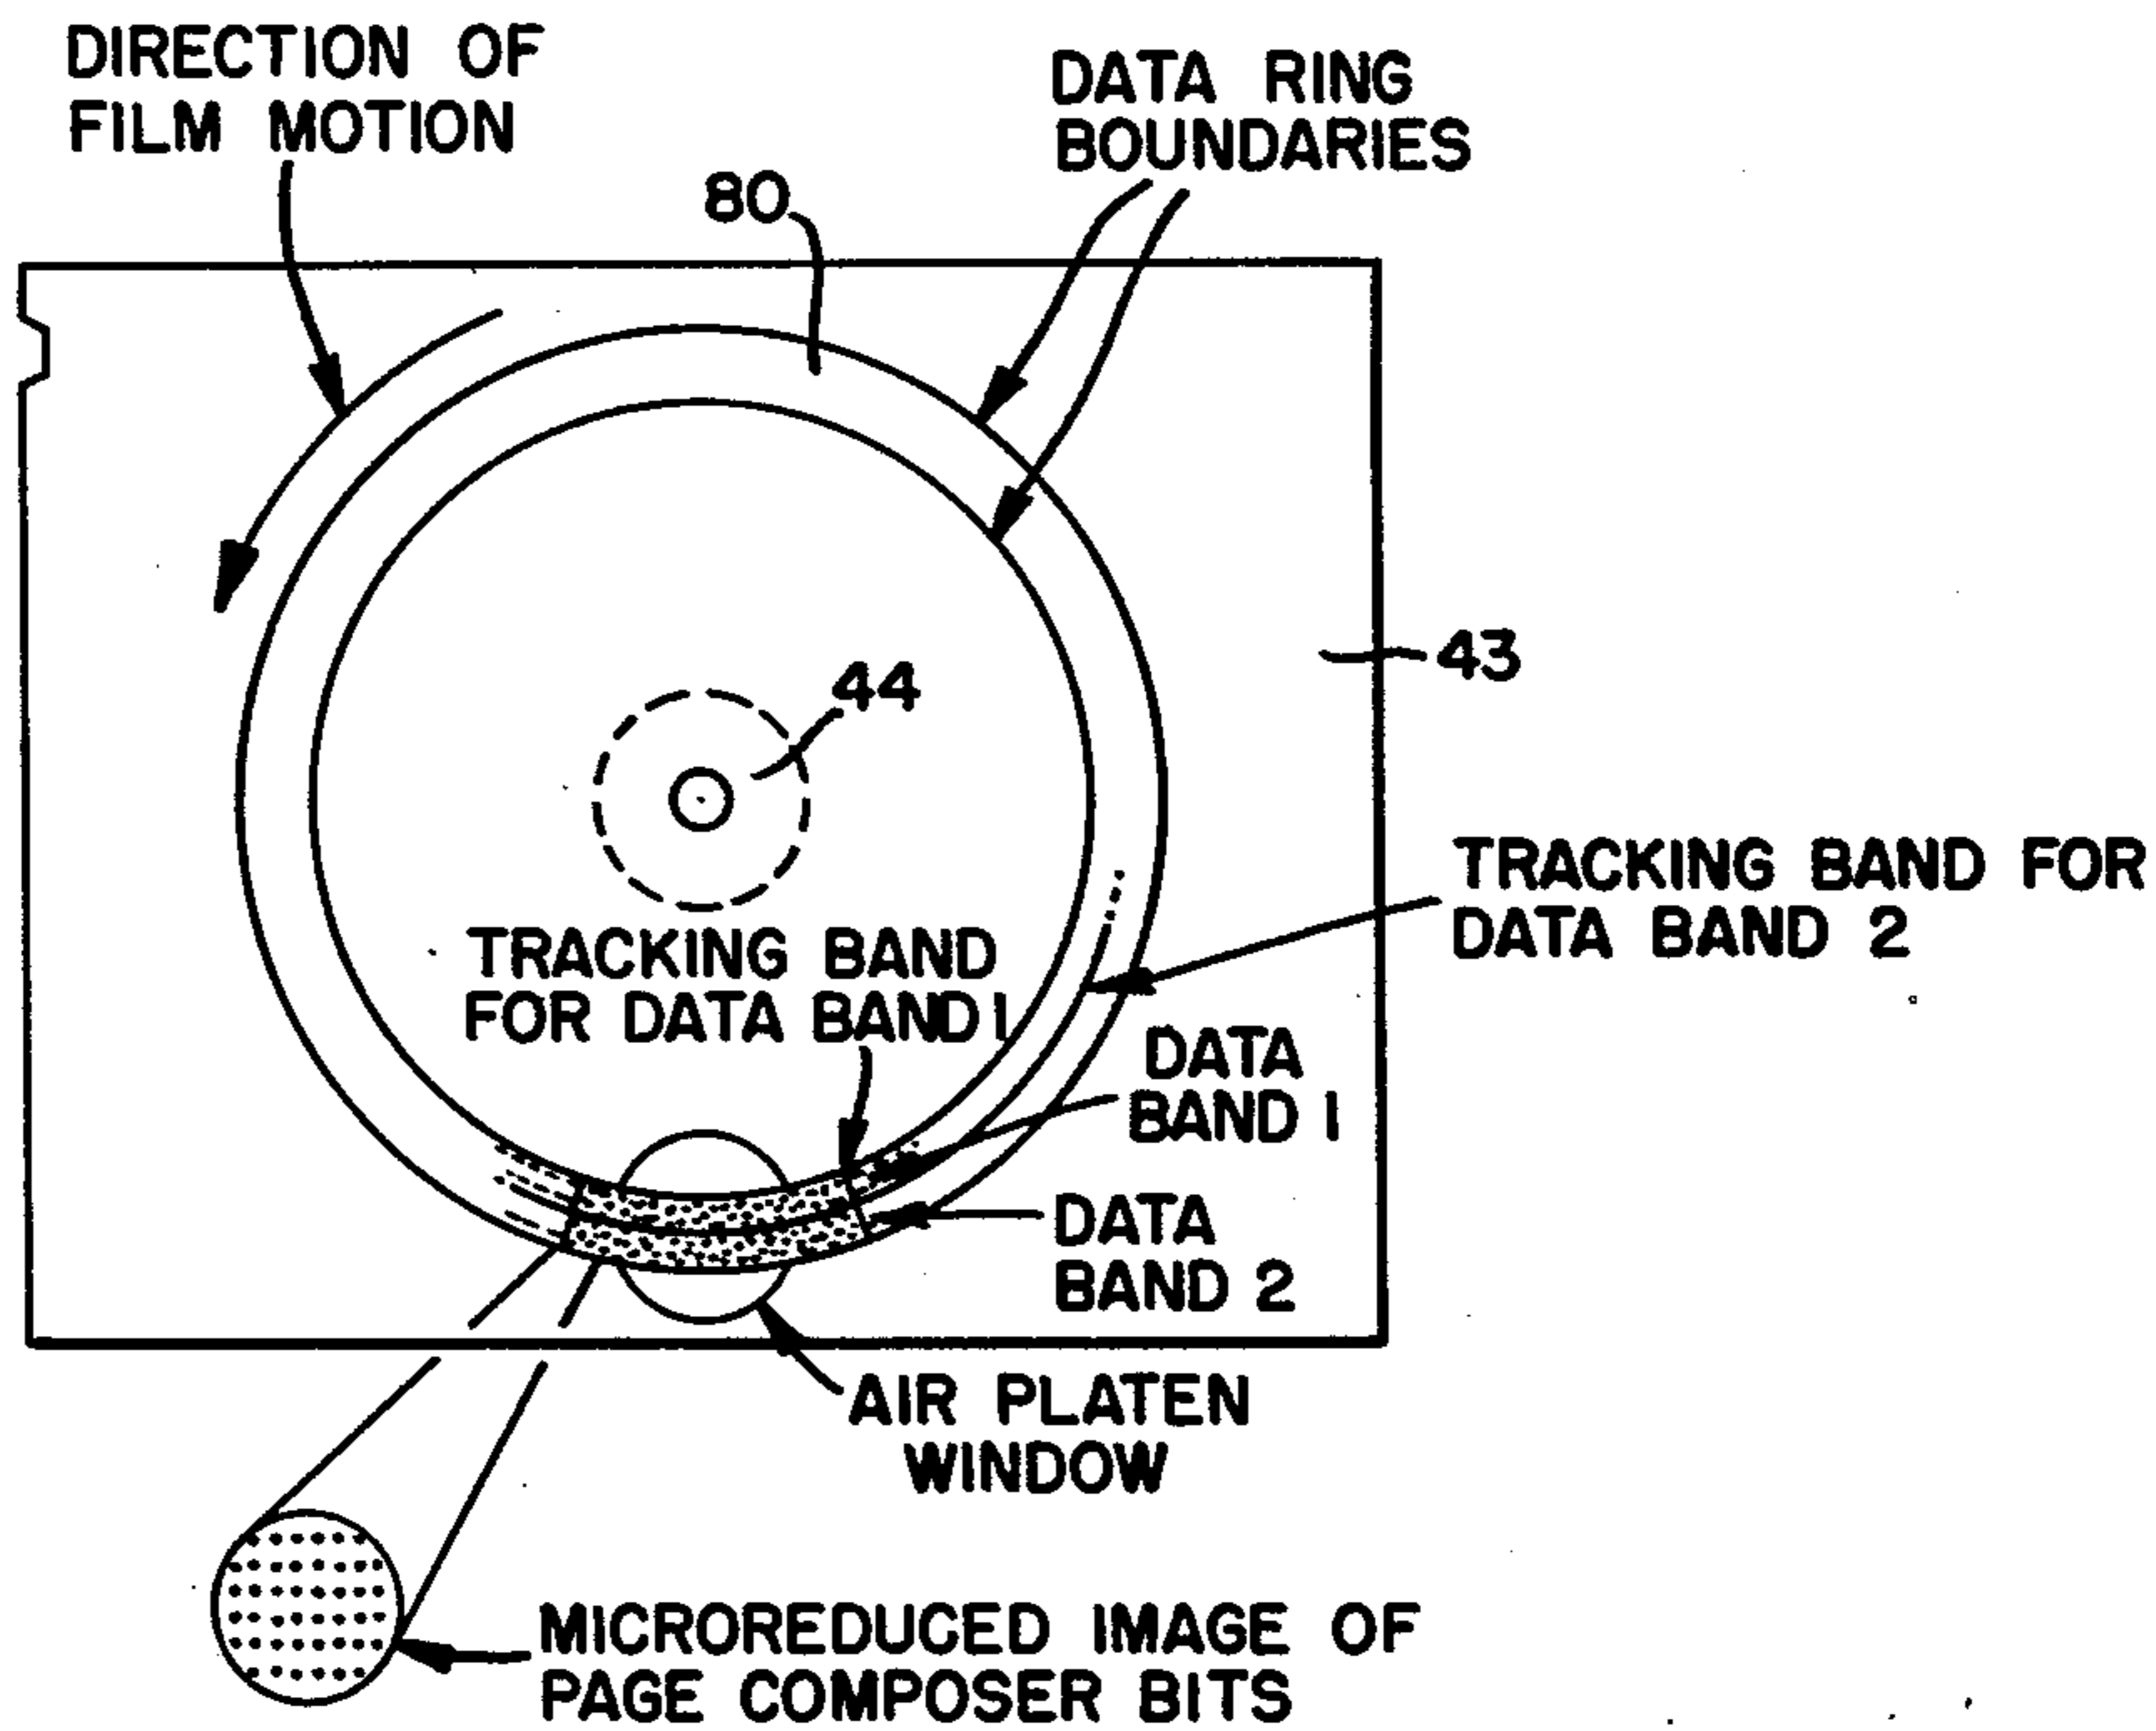 DIRECTION OF
FILM MOTION
DATA RING
BOUNDARIES
80
43
44
TRACKING BAND FOR
DATA BAND 2
TRACKING BAND
FOR DATA BAND 1
DATA
BAND 1
DATA
BAND 2
AIR PLATEN
WINDOW
MICROREDUCED IMAGE OF
PAGE COMPOSER BITS